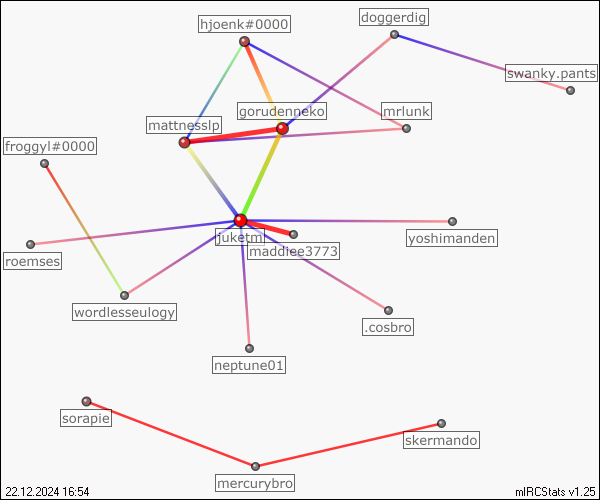 doggerdig
hjoenk#0000
swanky.pants
gorudenneko
mrlunk
mattnesslp
froggyl#0000
juketm
yoshimanden
maddiee3773
roemses
wordlesseulogy
.cosbro
neptune01
sorapie
skermando
mercurybro
22.12.2024 16:54
mIRCStats v1.25